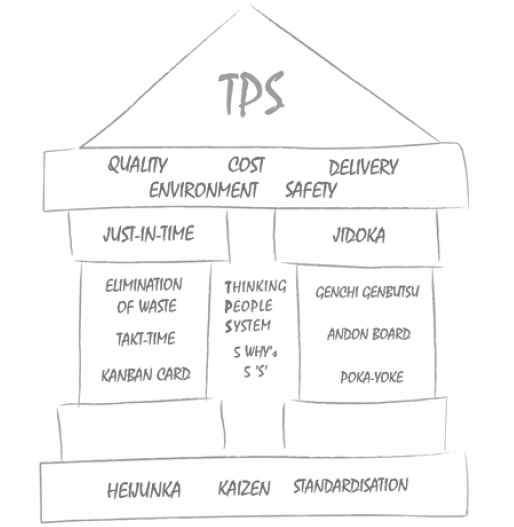 TPS
QUALITY COST DELIVERY
ENVIRONMENT SAFETY
JUST-IN-TIME
JIDOKA
ELIMINATION
OF WASTE
TAKT-TIME
KANBAN CARD
THINKING
PEOPLE
SYSTEM
5 WHY's
5 'S'
GENCHI GENBUTSU
ANDON BOARD
POKA-YOKE
HEIJUNKA KAIZEN STANDARDISATION